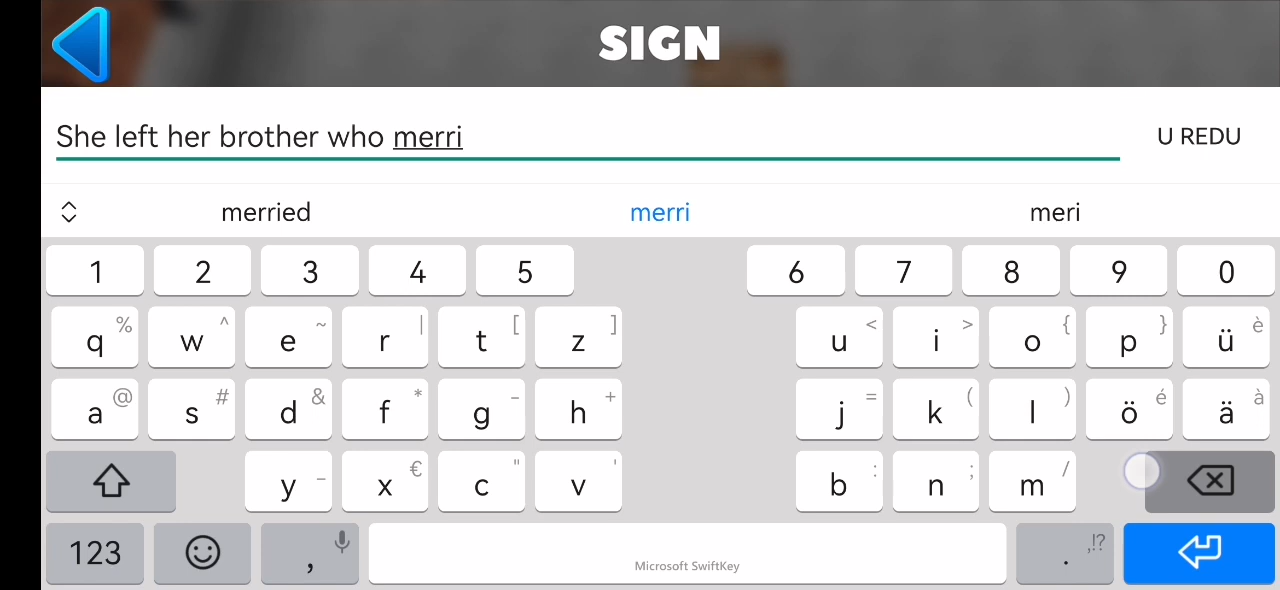 SIGN
She left her brother who merri
U REDU
merried merri meri
1 2 3 4 5 6 7 8 9 0
q % w ^ e ~ r | t [ z ] u < i > o { p } ü è
a @ s # d & f * g - h + j = k ( l ) ö é ä à
y _ x € c " v ' b : n ; m /
123 , Microsoft SwiftKey . ,!?